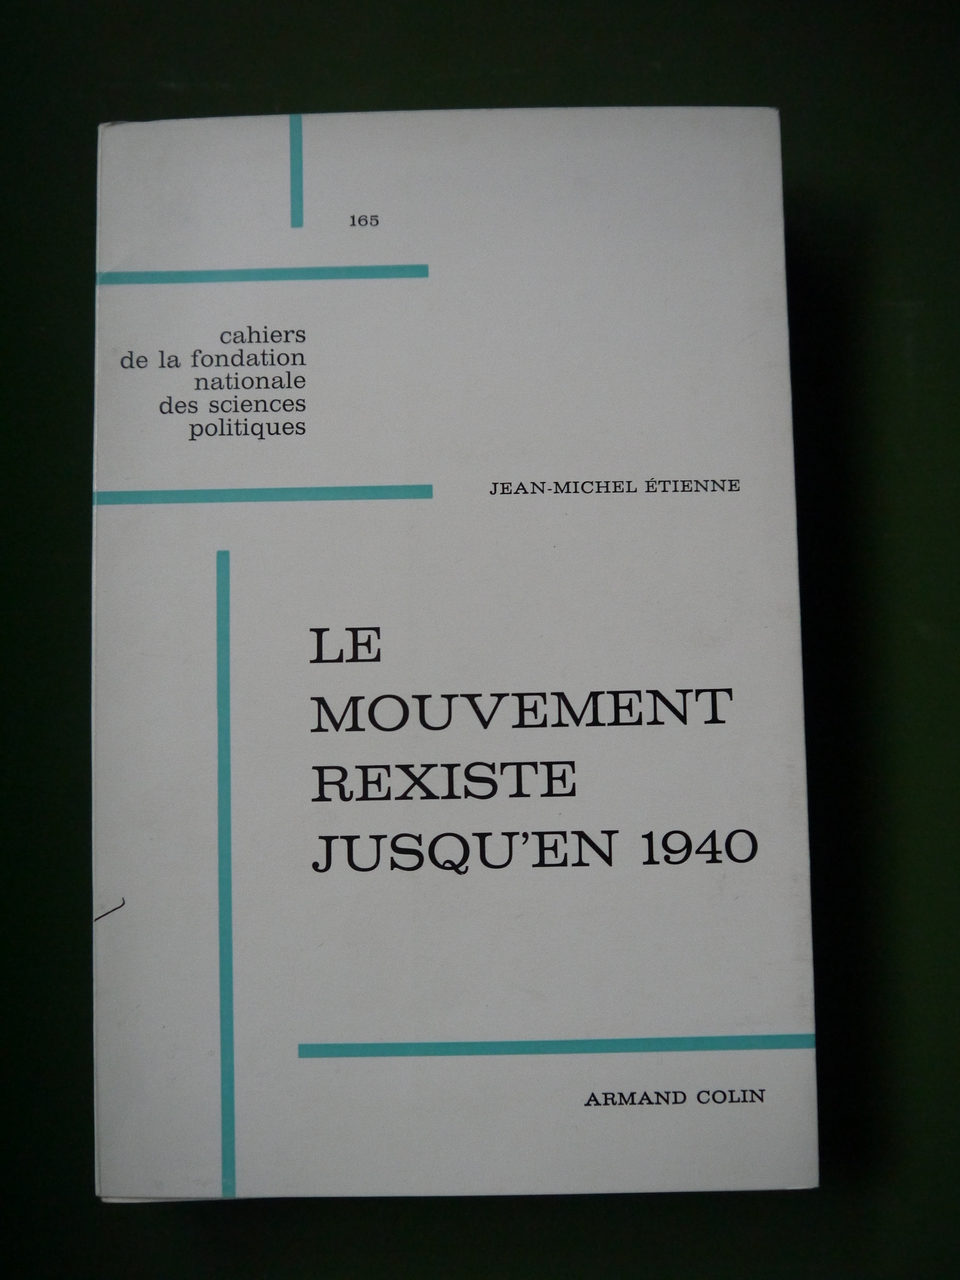 165
cahiers
de la fondation
nationale
des sciences
politiques
JEAN-MICHEL ÉTIENNE
LE
MOUVEMENT
REXISTE
JUSQU'EN 1940
ARMAND COLIN